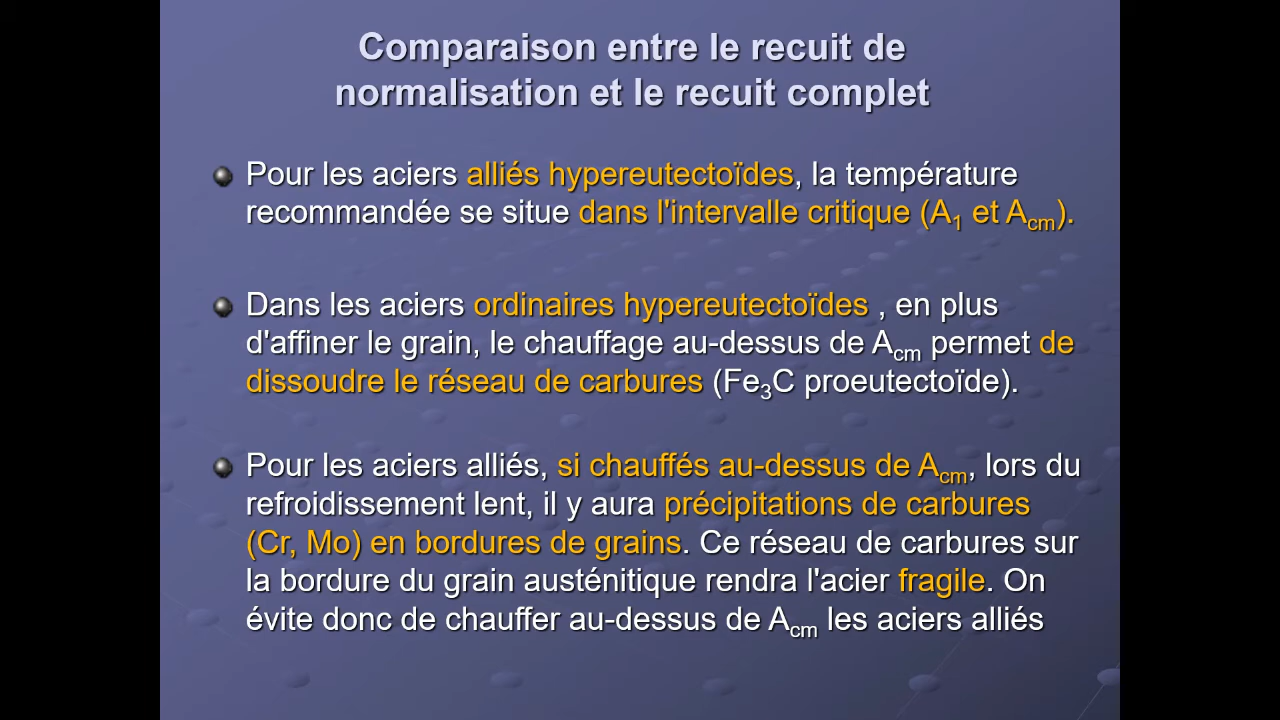 Comparaison entre le recuit de
normalisation et le recuit complet
Pour les aciers alliés hypereutectoïdes, la température
recommandée se situe dans l'intervalle critique (A1 et Acm).
Dans les aciers ordinaires hypereutectoïdes , en plus
d'affiner le grain, le chauffage au-dessus de Acm permet de
dissoudre le réseau de carbures (Fe3C proeutectoïde).
Pour les aciers alliés, si chauffés au-dessus de Acm, lors du
refroidissement lent, il y aura précipitations de carbures
(Cr, Mo) en bordures de grains. Ce réseau de carbures sur
la bordure du grain austénitique rendra l'acier fragile. On
évite donc de chauffer au-dessus de Acm les aciers alliés